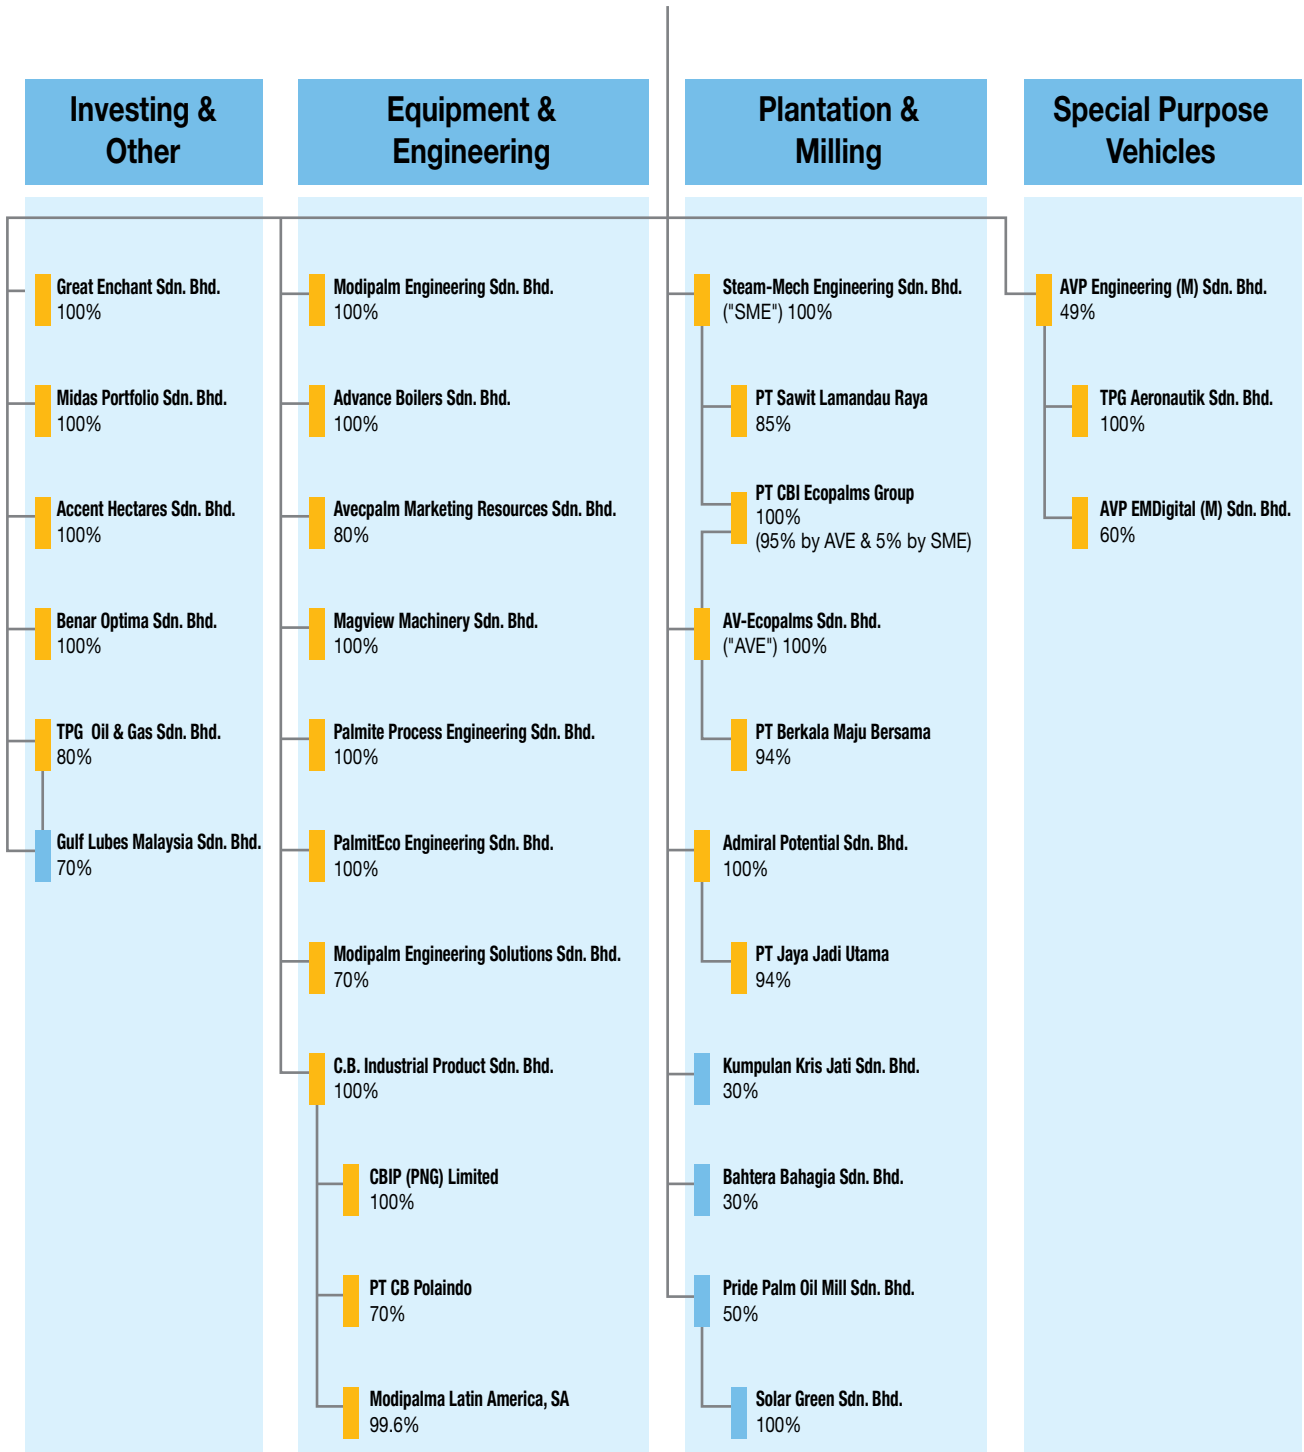 Investing &
Other
Great Enchant Sdn. Bhd.
100%
Midas Portfolio Sdn. Bhd.
100%
Accent Hectares Sdn. Bhd.
100%
Benar Optima Sdn. Bhd.
100%
TPG Oil & Gas Sdn. Bhd.
80%
Gulf Lubes Malaysia Sdn. Bhd.
70%
Equipment &
Engineering
Modipalm Engineering Sdn. Bhd.
100%
Advance Boilers Sdn. Bhd.
100%
Avecpalm Marketing Resources Sdn. Bhd.
80%
Magview Machinery Sdn. Bhd.
100%
Palmite Process Engineering Sdn. Bhd.
100%
PalmitEco Engineering Sdn. Bhd.
100%
Modipalm Engineering Solutions Sdn. Bhd.
70%
C.B. Industrial Product Sdn. Bhd.
100%
CBIP (PNG) Limited
100%
PT CB Polaindo
70%
Modipalma Latin America, SA
99.6%
Plantation &
Milling
Steam-Mech Engineering Sdn. Bhd.
("SME") 100%
PT Sawit Lamandau Raya
85%
PT CBI Ecopalms Group
100%
(95% by AVE & 5% by SME)
AV-Ecopalms Sdn. Bhd.
("AVE") 100%
PT Berkala Maju Bersama
94%
Admiral Potential Sdn. Bhd.
100%
PT Jaya Jadi Utama
94%
Kumpulan Kris Jati Sdn. Bhd.
30%
Bahtera Bahagia Sdn. Bhd.
30%
Pride Palm Oil Mill Sdn. Bhd.
50%
Solar Green Sdn. Bhd.
100%
Special Purpose
Vehicles
AVP Engineering (M) Sdn. Bhd.
49%
TPG Aeronautik Sdn. Bhd.
100%
AVP EMDigital (M) Sdn. Bhd.
60%